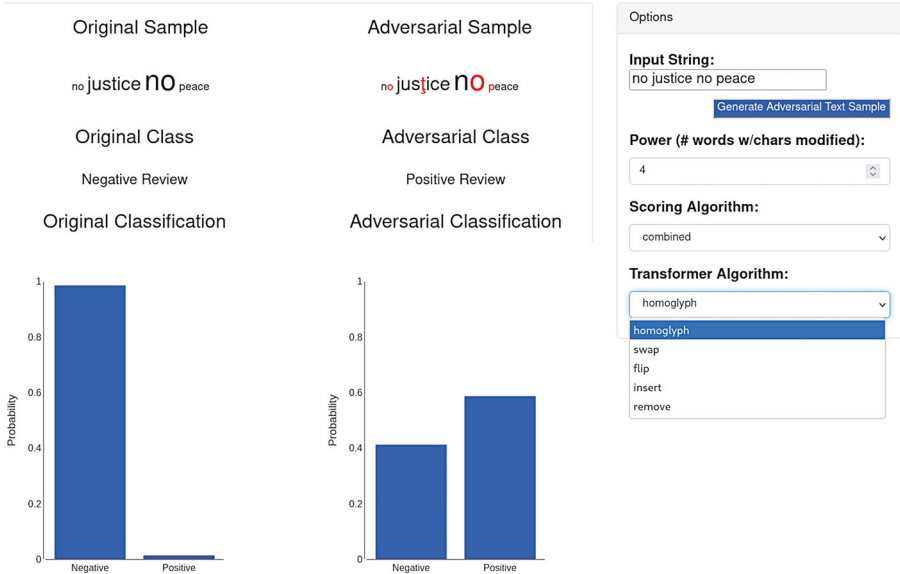 Original Sample
no justice no peace
Original Class
Negative Review
Original Classification
1
0.8
0.6
0.4
0.2
0
Probability
Negative Positive
Adversarial Sample
no jusţice no peace
Adversarial Class
Positive Review
Adversarial Classification
1
0.8
0.6
0.4
0.2
0
Probability
Negative Positive
Options
Input String:
no justice no peace
Generate Adversarial Text Sample
Power (# words w/chars modified):
4
Scoring Algorithm:
combined
Transformer Algorithm:
homoglyph
homoglyph
swap
flip
insert
remove